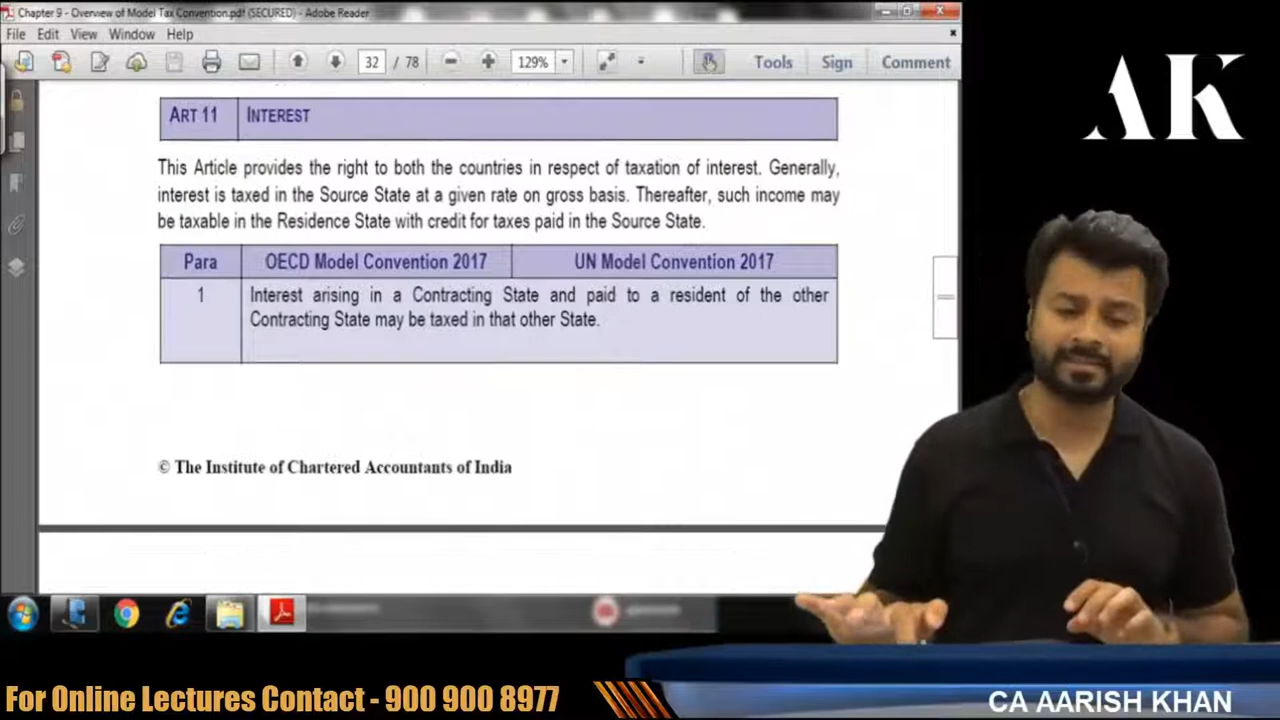 Chapter 9 - Overview of Model Tax Convention.pdf (SECURED) - Adobe Reader
File Edit View Window Help
32 / 78 129% Tools Sign Comment
ART 11 INTEREST
This Article provides the right to both the countries in respect of taxation of interest. Generally,
interest is taxed in the Source State at a given rate on gross basis. Thereafter, such income may
be taxable in the Residence State with credit for taxes paid in the Source State.
Para OECD Model Convention 2017 UN Model Convention 2017
1 Interest arising in a Contracting State and paid to a resident of the other
Contracting State may be taxed in that other State.
© The Institute of Chartered Accountants of India
AK
For Online Lectures Contact - 900 900 8977
CA AARISH KHAN